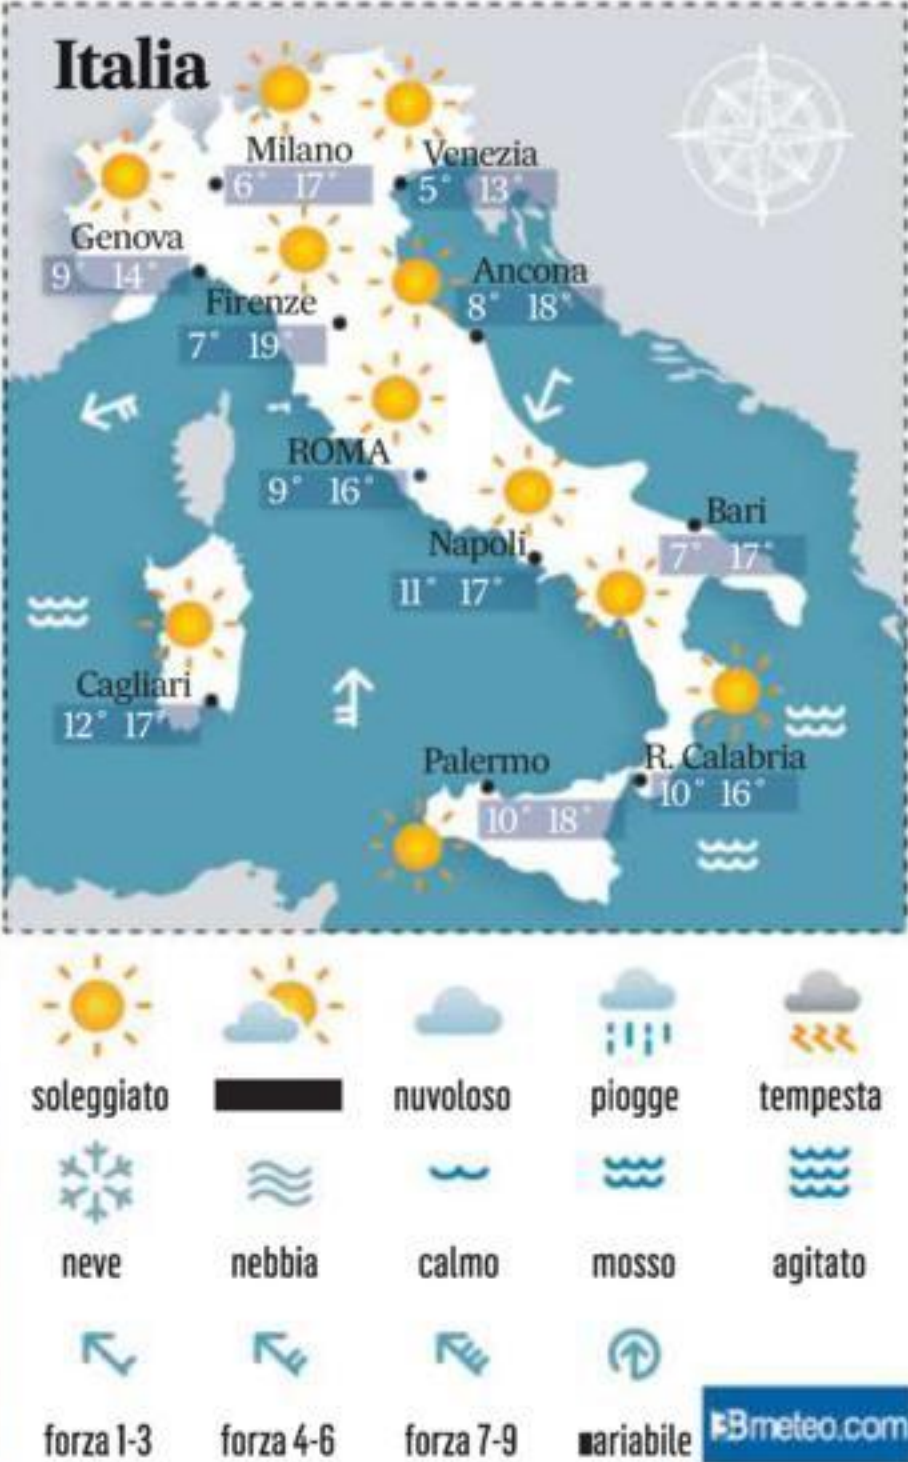 Italia
Milano
6° 17°
Venezia
5° 13°
Genova
9° 14°
Firenze
7° 19°
Ancona
8° 18°
ROMA
9° 16°
Bari
7° 17°
Napoli
11° 17°
Cagliari
12° 17°
Palermo
10° 18°
R. Calabria
10° 16°
soleggiato
nuvoloso
piogge
tempesta
neve
nebbia
calmo
mosso
agitato
forza 1-3
forza 4-6
forza 7-9
ariabile
3Bmeteo.com